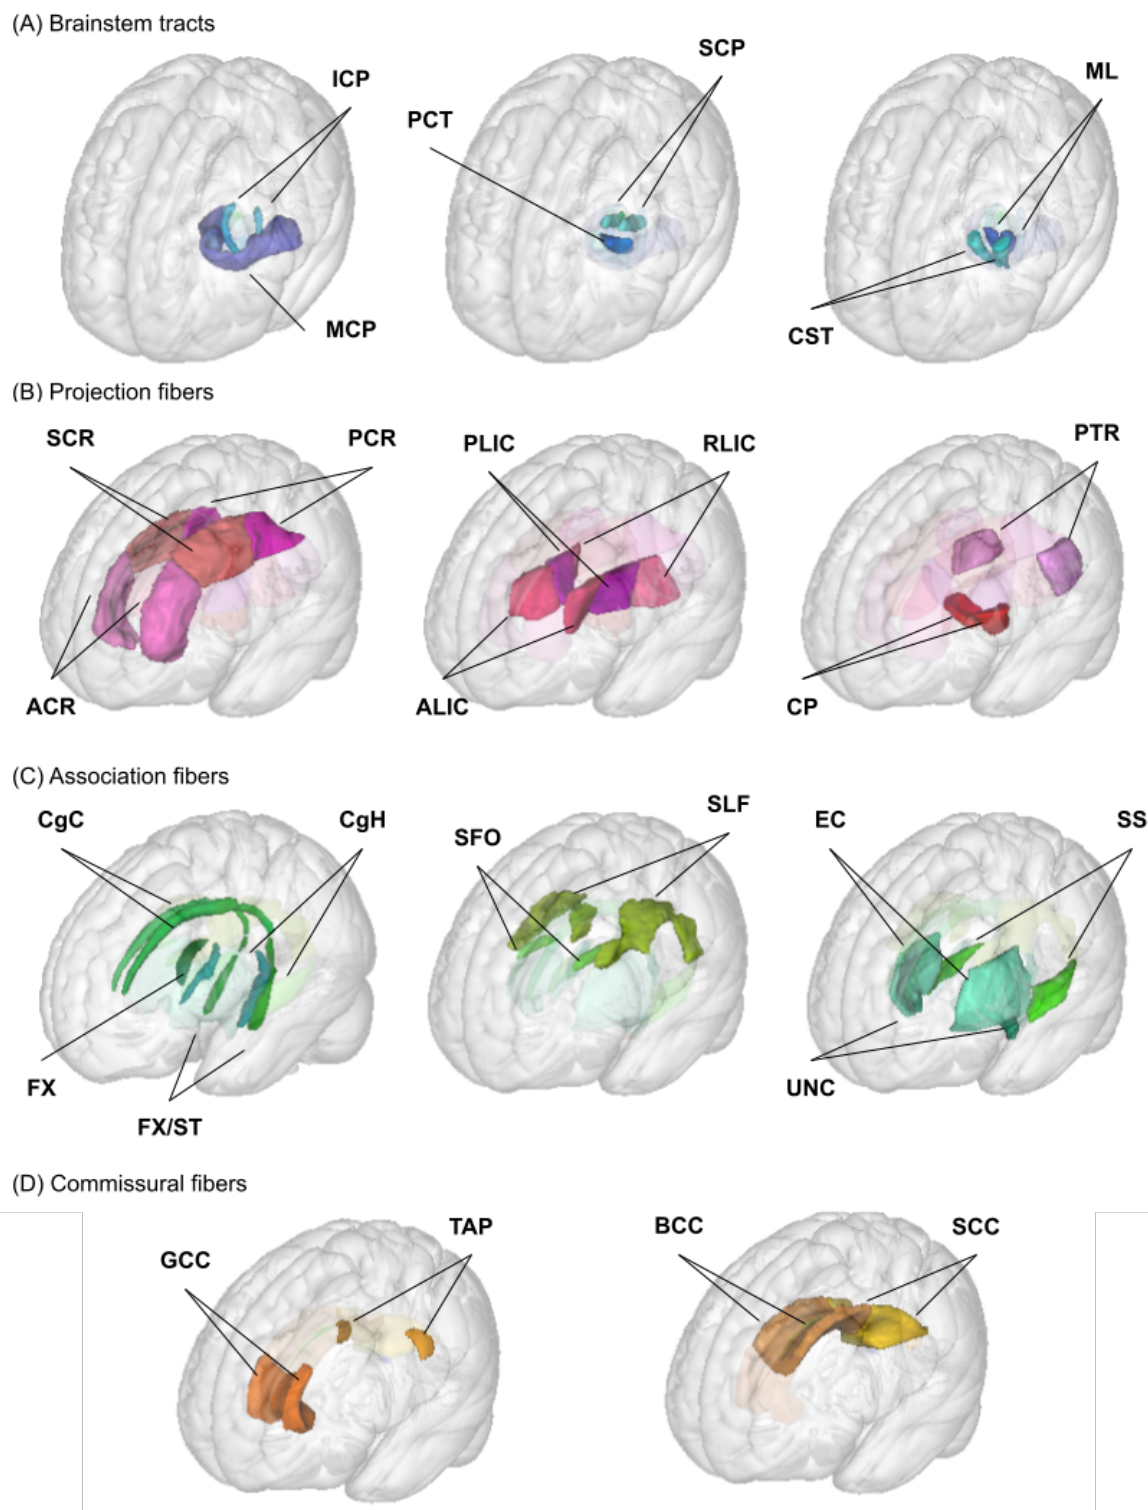 (A) Brainstem tracts
ICP
SCP
ML
PCT
MCP
CST
(B) Projection fibers
SCR
PCR
PLIC
RLIC
PTR
ACR
ALIC
CP
(C) Association fibers
CgC
CgH
SFO
SLF
EC
SS
FX
FX/ST
UNC
(D) Commissural fibers
GCC
TAP
BCC
SCC